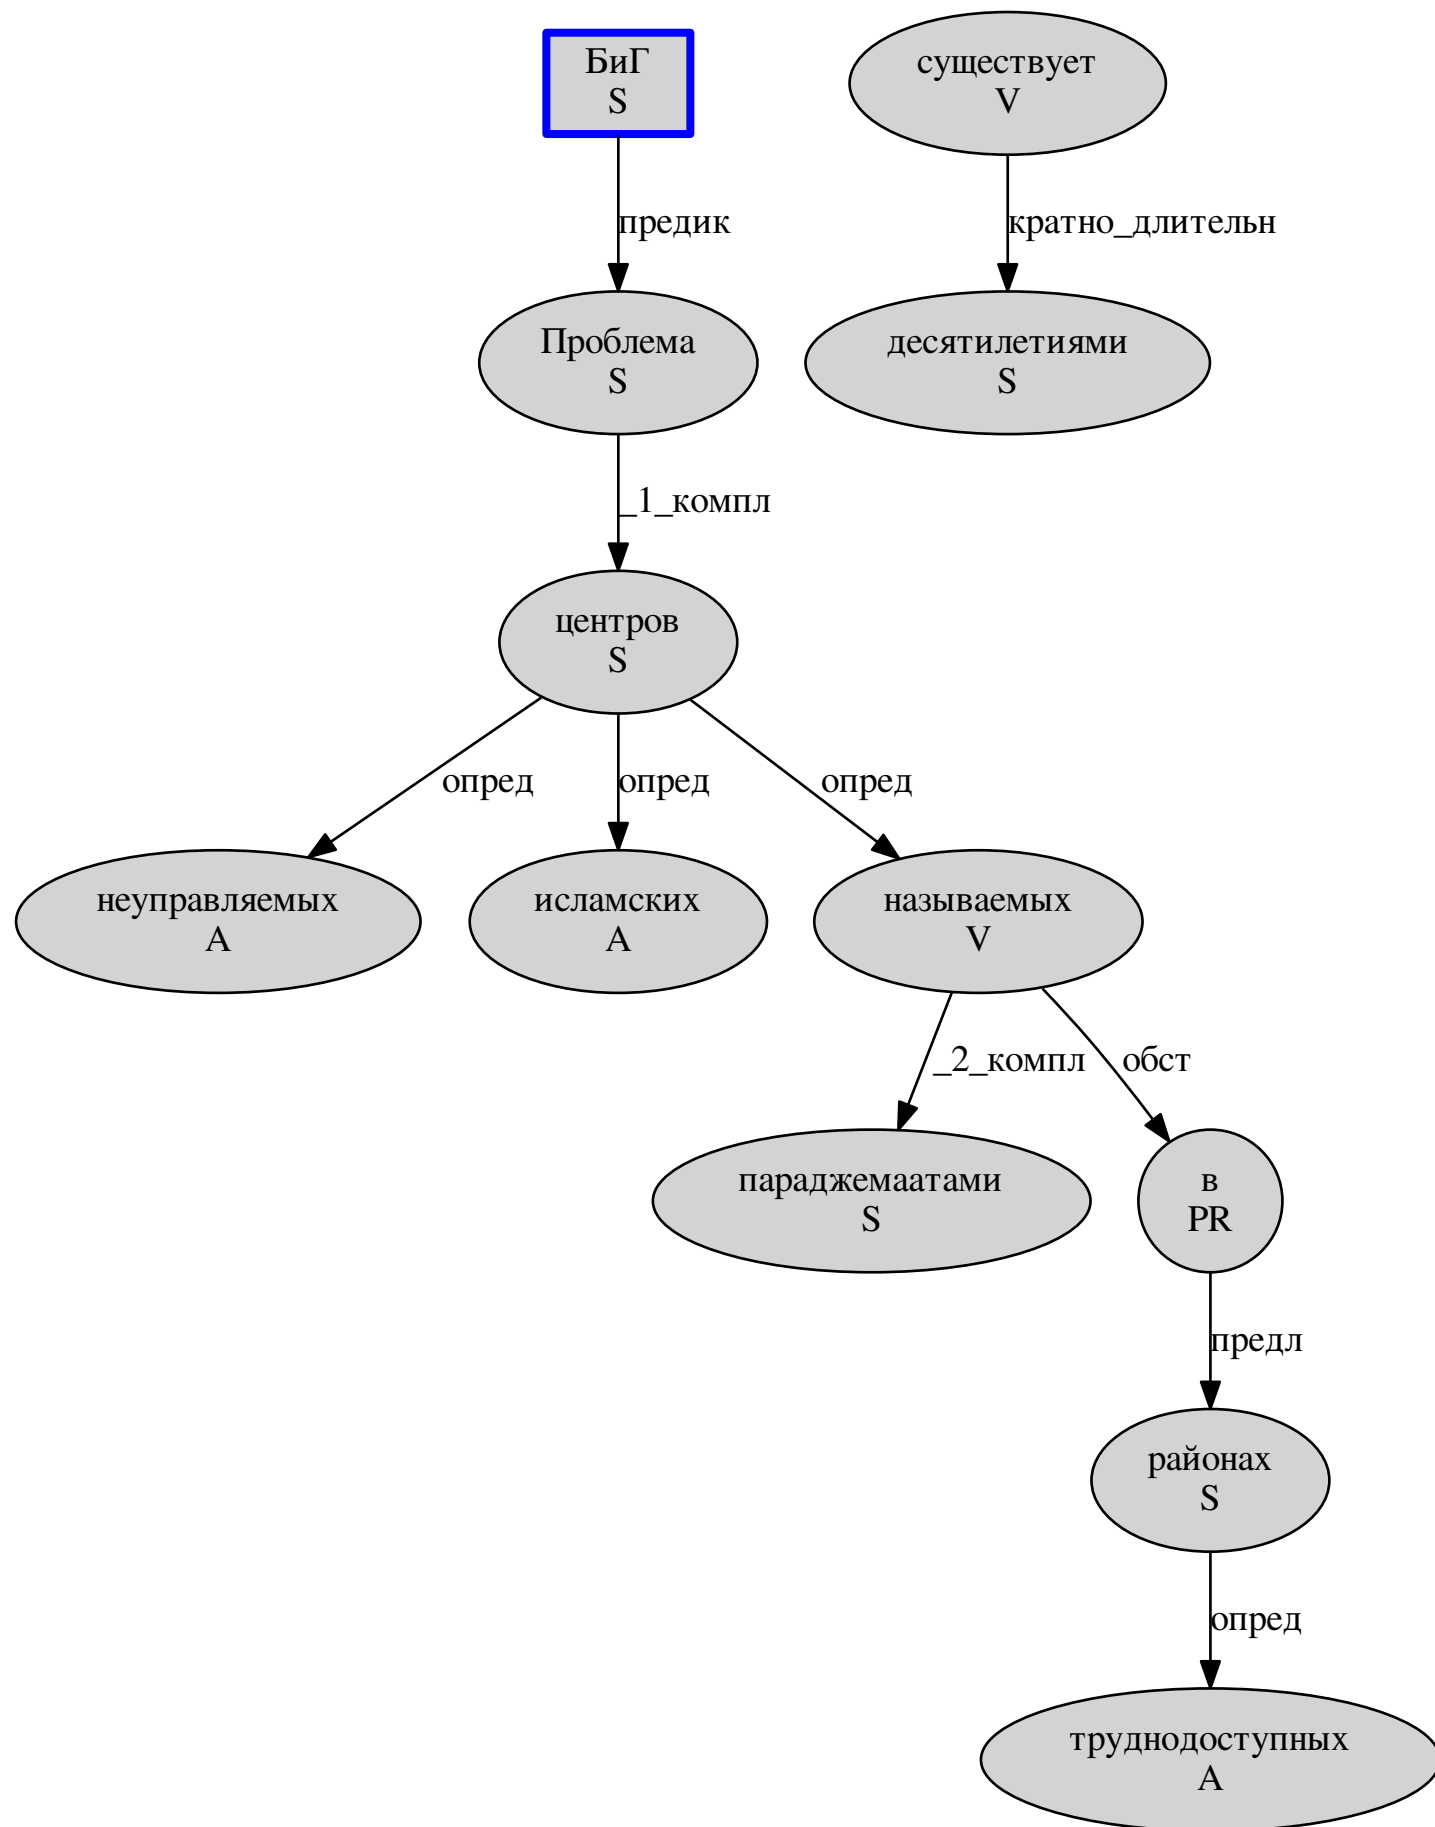 БиГ
S
существует
V
предик
кратно_длительн
Проблема
S
десятилетиями
S
_1_компл
центров
S
опред
опред
опред
неуправляемых
A
исламских
A
называемых
V
_2_компл
обст
параджемаатами
S
в
PR
предл
районах
S
опред
труднодоступных
A